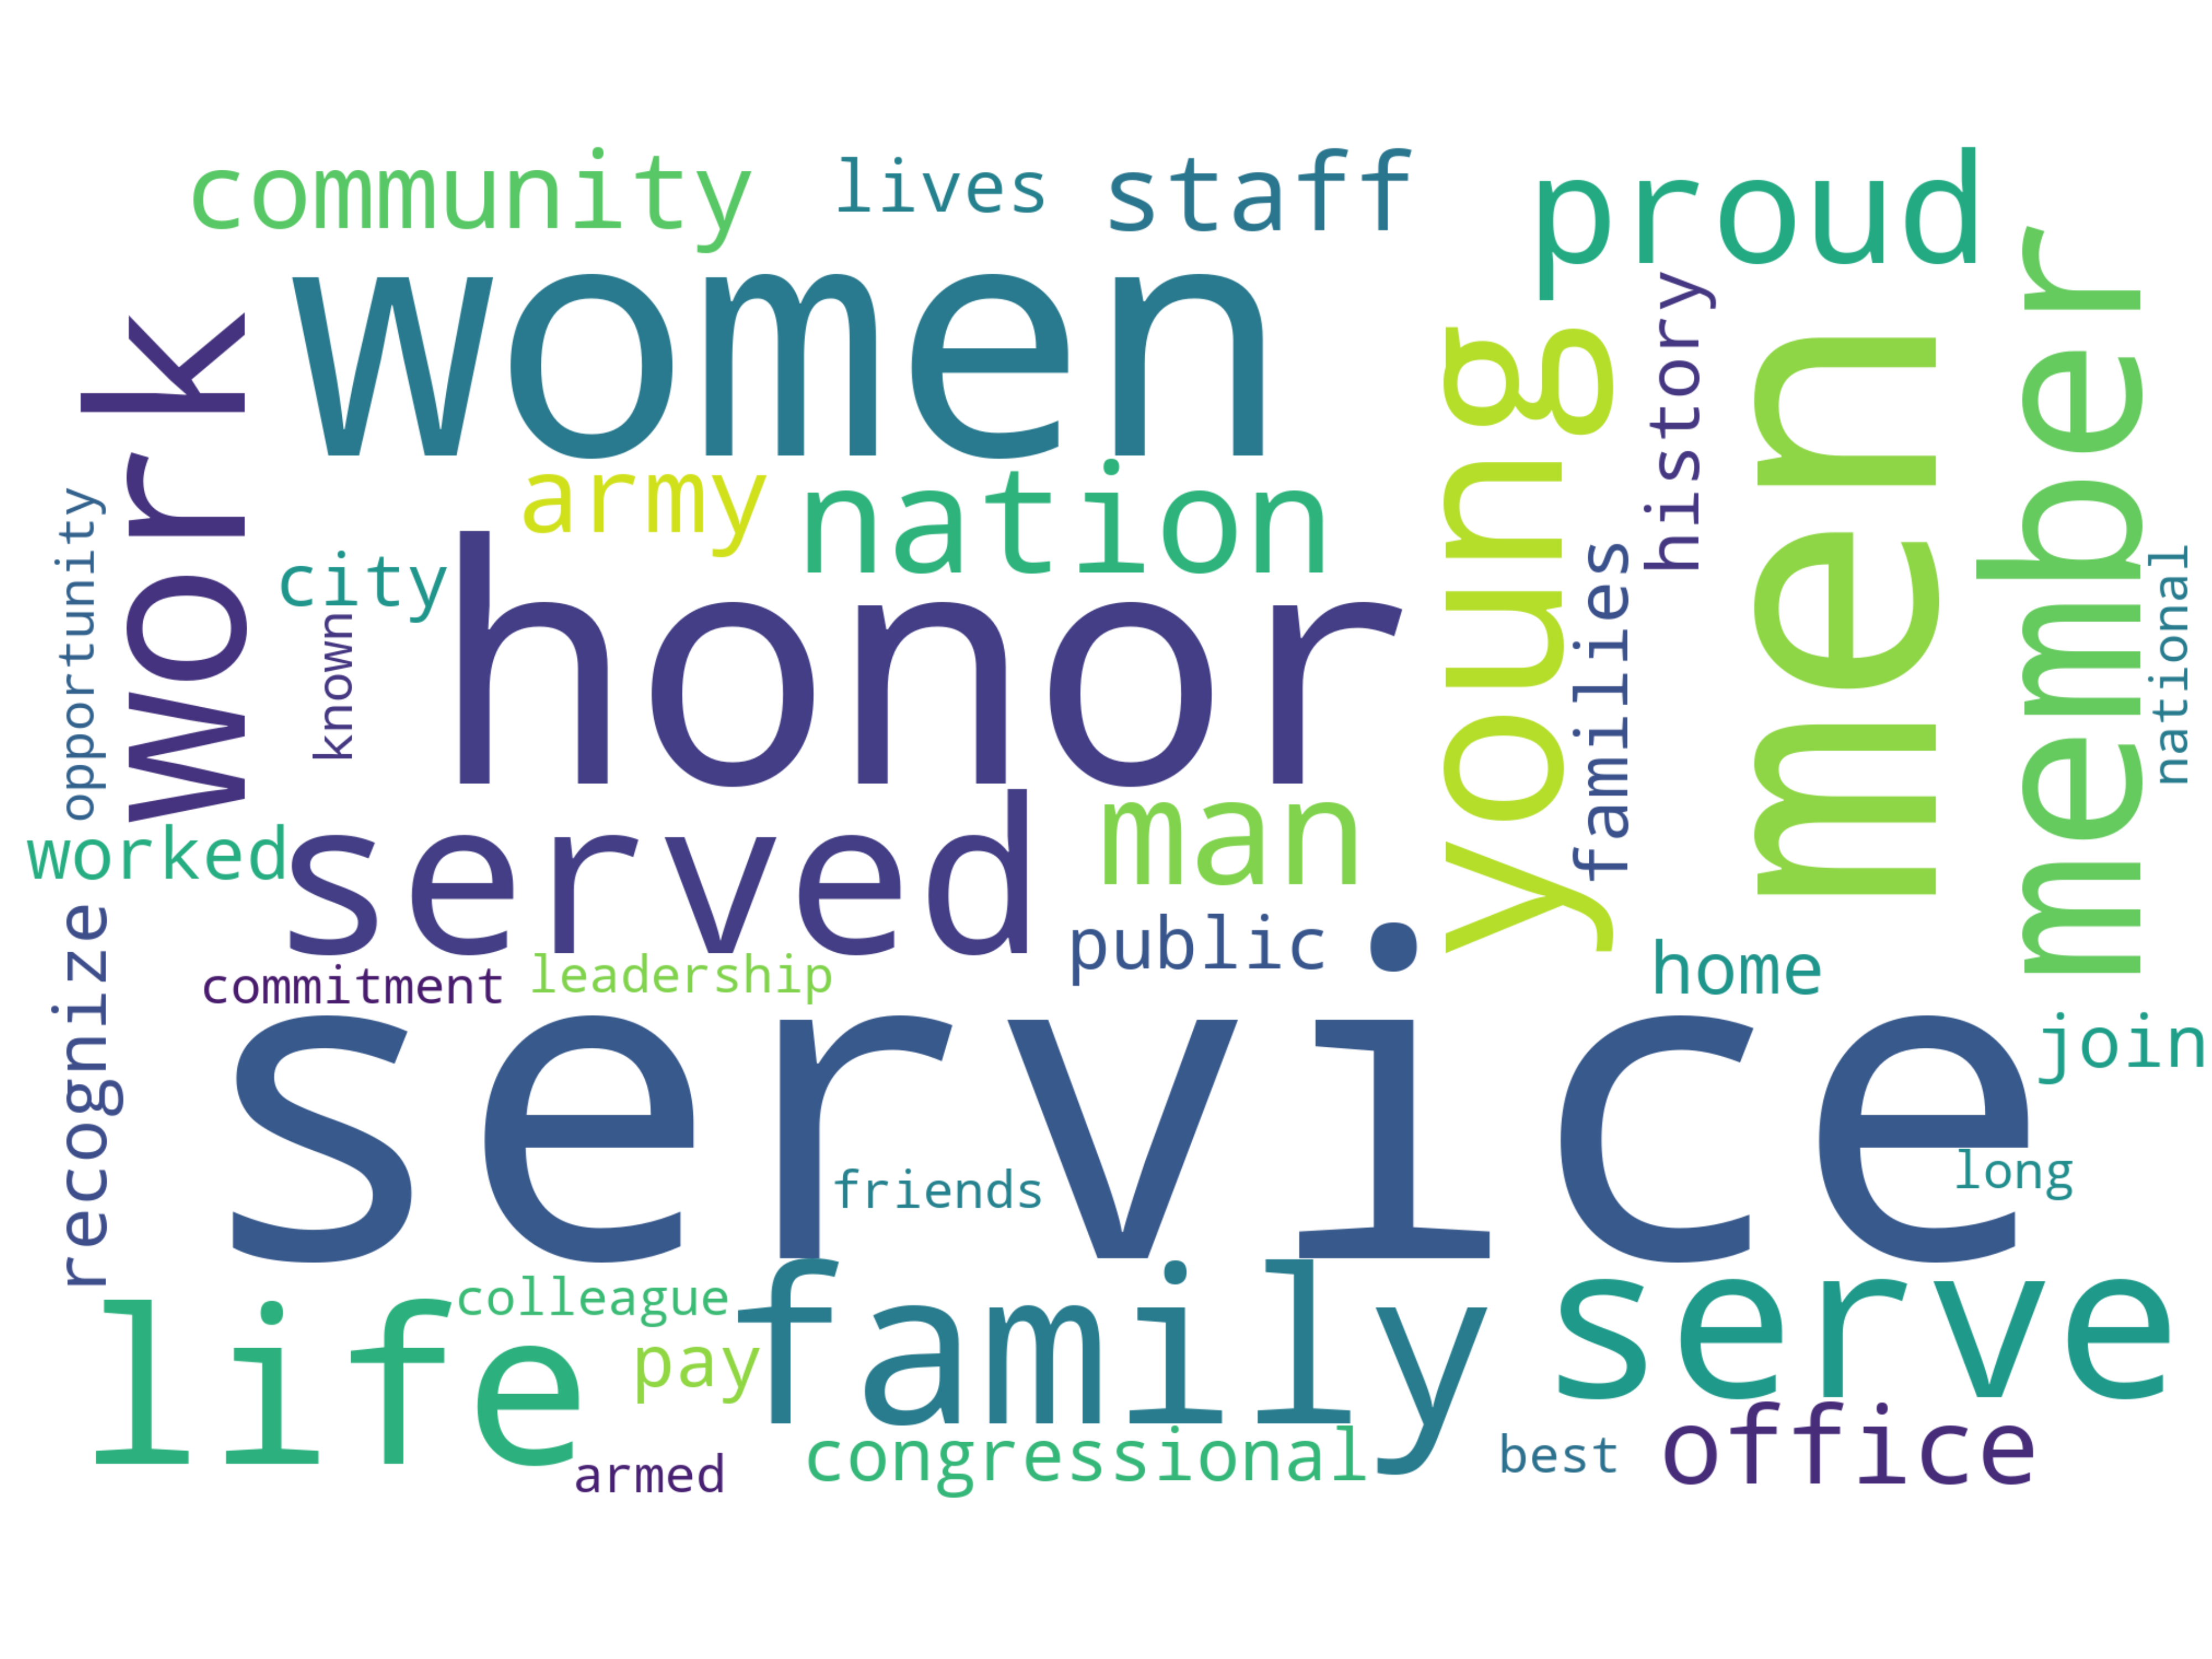 community
lives
staff
proud
women
work
young
history
men
member
army
nation
opportunity
city
known
honor
families
national
worked
served
man
public
recognize
commitment
leadership
home
join
service
friends
long
life
colleague
pay
family
serve
armed
congressional
best
office